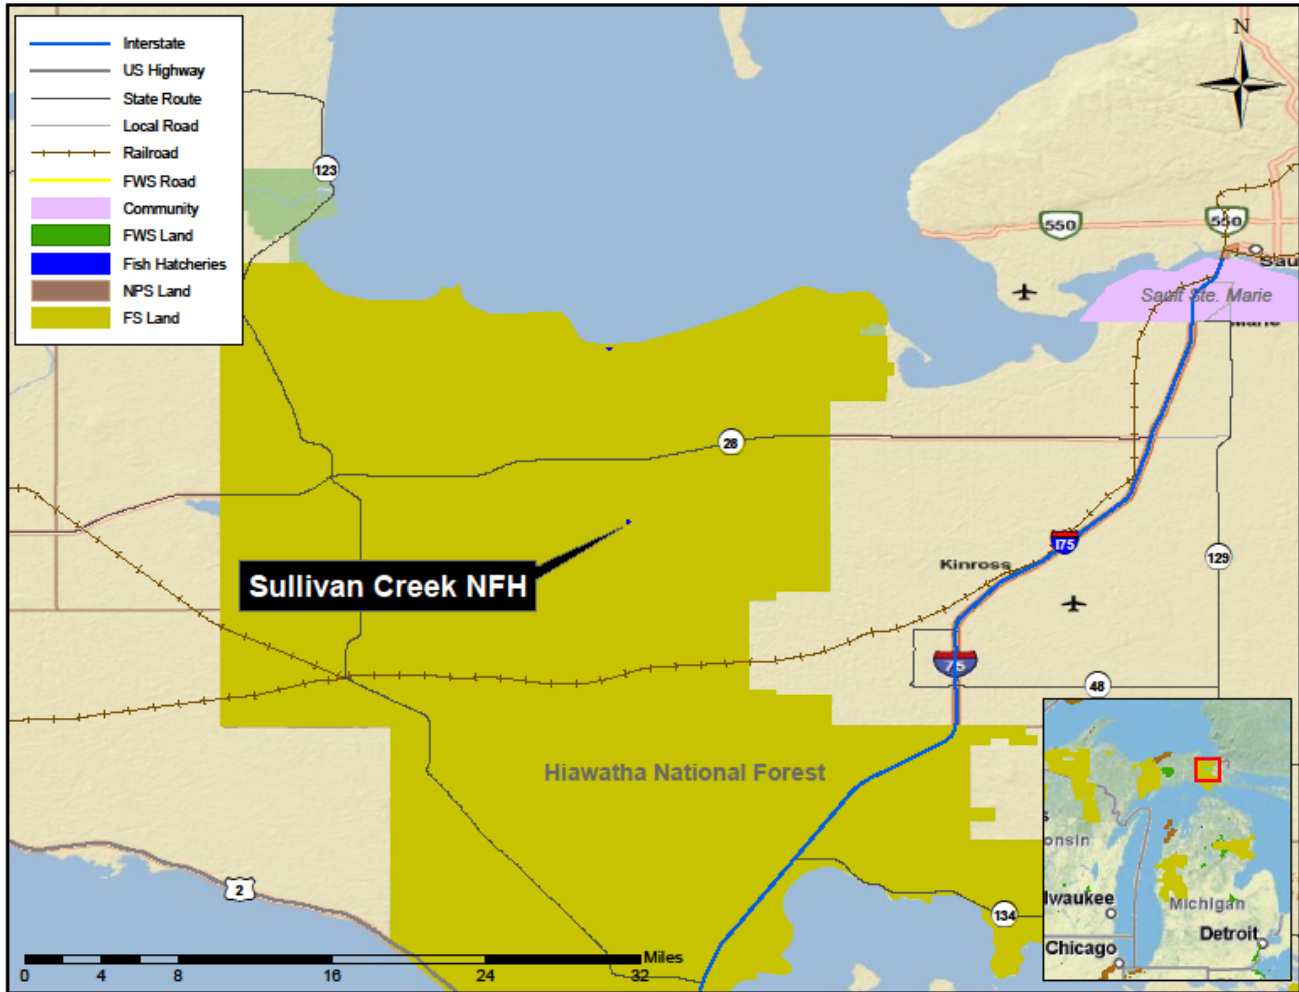 Interstate
US Highway
State Route
Local Road
Railroad
FWS Road
Community
FWS Land
Fish Hatcheries
NPS Land
FS Land
N
123
550
550
Sau
Sault Ste. Marie
28
Sullivan Creek NFH
175
Kinross
129
75
48
Hiawatha National Forest
2
134
Miles
0 4 8 16 24 32
onsin
lwaukee
MICHIGAN
Chicago
Detroit